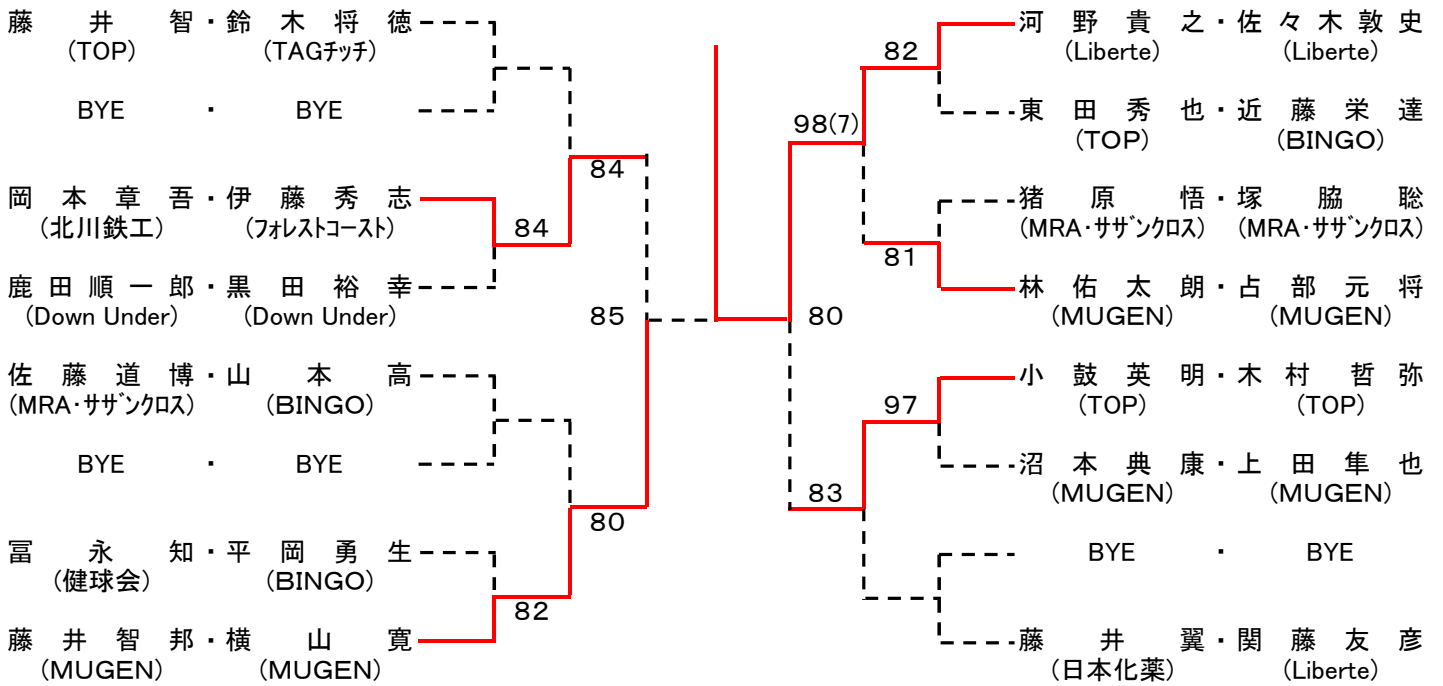 藤井智・鈴木将徳
(TOP) (TAGチッチ)
BYE ・ BYE
84
岡本章吾・伊藤秀志
(北川鉄工) (フォレストコースト)
84
鹿田順一郎・黒田裕幸
(Down Under) (Down Under)
85
佐藤道博・山本高
(MRA・サザンクロス) (BINGO)
BYE ・ BYE
80
冨永知・平岡勇生
(健球会) (BINGO)
82
藤井智邦・横山寛
(MUGEN) (MUGEN)
河野貴之・佐々木敦史
(Liberte) (Liberte)
82
東田秀也・近藤栄達
(TOP) (BINGO)
98(7)
猪原悟・塚脇聡
(MRA・サザンクロス) (MRA・サザンクロス)
81
林佑太朗・占部元将
(MUGEN) (MUGEN)
80
小鼓英明・木村哲弥
(TOP) (TOP)
97
沼本典康・上田隼也
(MUGEN) (MUGEN)
83
BYE ・ BYE
藤井翼・関藤友彦
(日本化薬) (Liberte)